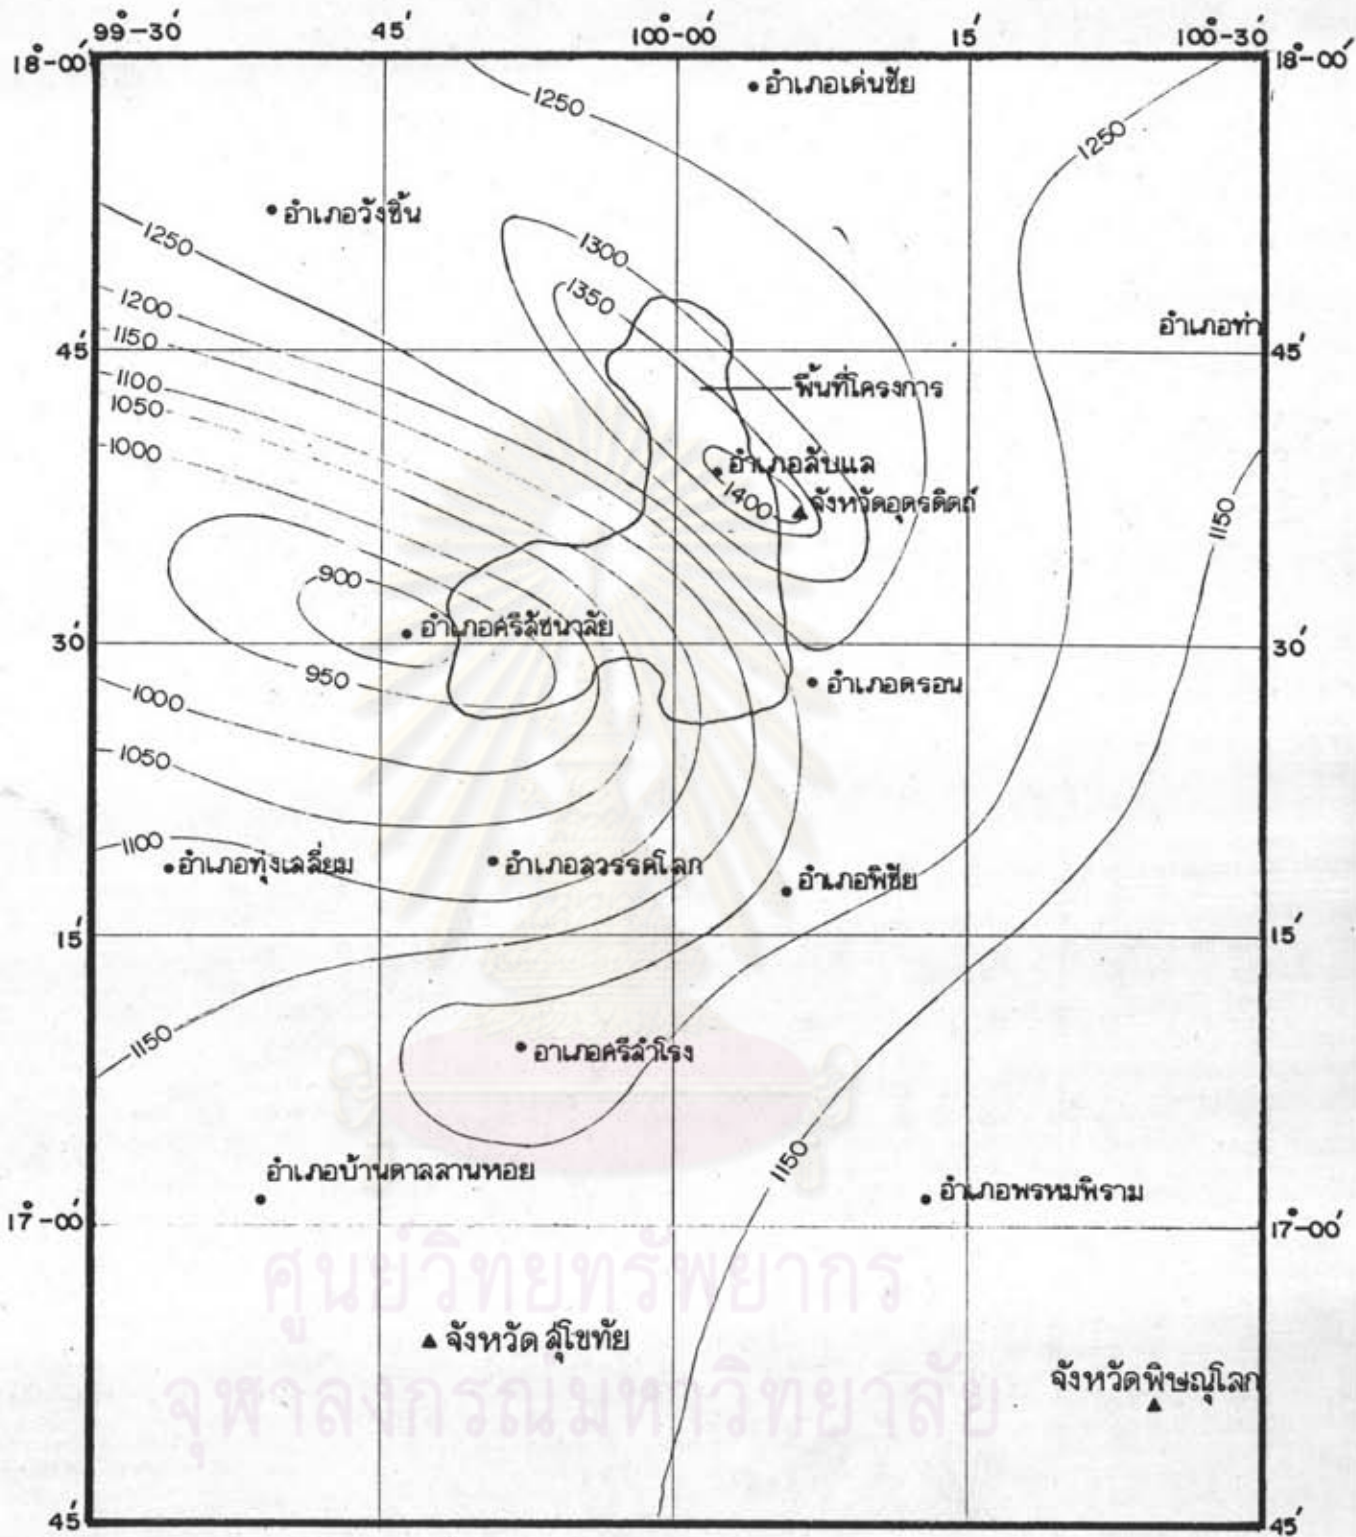 99°-30′ 45′ 100°-00′ 15′ 100°-30′
18°-00′ 18°-00′
อำเภอเด่นชัย
1250
1250
อำเภอวังชิ้น
1250
1300
1200
1350
1150
อำเภอท่า
45′ 45′
1100
พื้นที่โครงการ
1050
1000
อำเภอลับแล
1400
จังหวัดอุตรดิตถ์
1150
900
อำเภอศรีสัชนาลัย
30′ 30′
950
อำเภอตรอน
1000
1050
1100
อำเภอทุ่งเสลี่ยม
อำเภอสวรรคโลก
อำเภอพิชัย
15′ 15′
1150
อำเภอศรีสำโรง
1150
อำเภอบ้านดาลลานหอย
อำเภอพรหมพิราม
17°-00′ 17°-00′
ศูนย์วิทยทรัพยากร
จังหวัดสุโขทัย
จังหวัดพิษณุโลก
จุฬาลงกรณ์มหาวิทยาลัย
45′ 45′